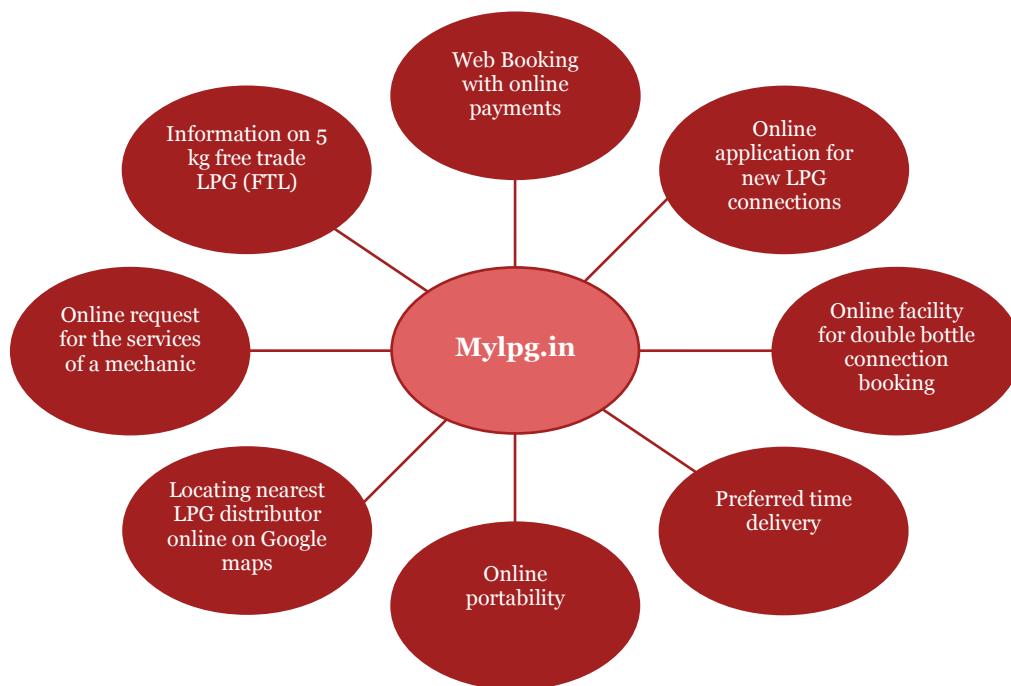 Web Booking
with online
payments
Online
application for
new LPG
connections
Online facility
for double bottle
connection
booking
Preferred time
delivery
Online
portability
Locating nearest
LPG distributor
online on Google
maps
Online request
for the services
of a mechanic
Information on 5
kg free trade
LPG (FTL)
Mylpg.in